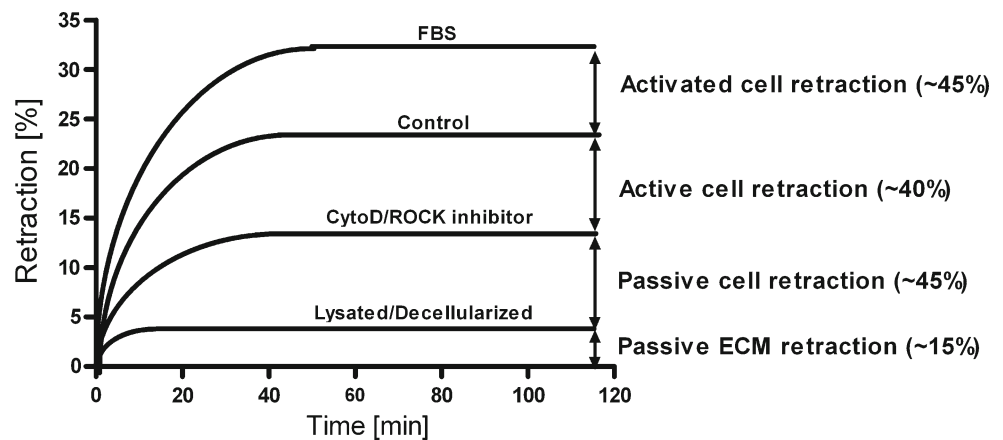 35
30
25
20
15
10
5
0
Retraction [%]
FBS
Control
CytoD/ROCK inhibitor
Lysated/Decellularized
Activated cell retraction (~45%)
Active cell retraction (~40%)
Passive cell retraction (~45%)
Passive ECM retraction (~15%)
0 20 40 60 80 100 120
Time [min]